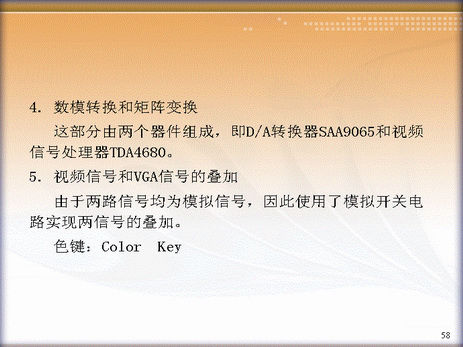 4. 数模转换和矩阵变换
这部分由两个器件组成，即D/A转换器SAA9065和视频
信号处理器TDA4680。
5. 视频信号和VGA信号的叠加
由于两路信号均为模拟信号，因此使用了模拟开关电
路实现两信号的叠加。
色键：Color Key
58